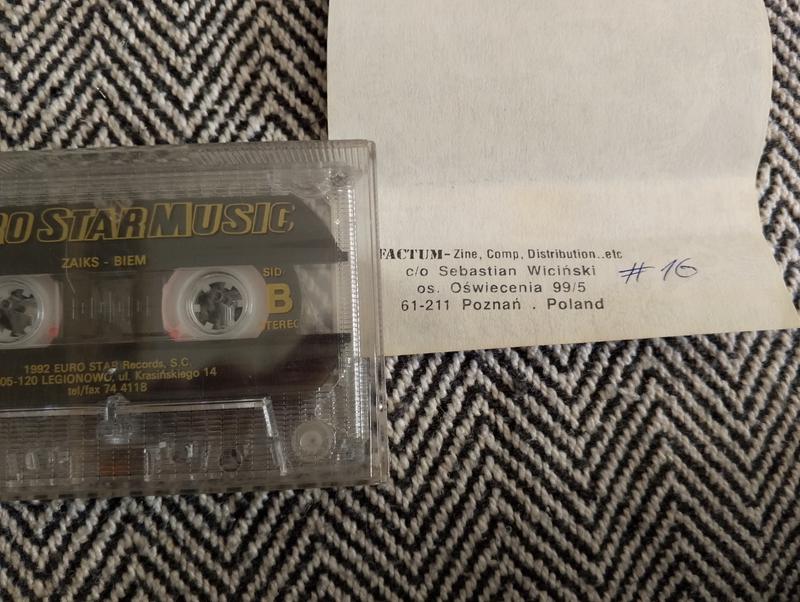 RO STAR MUSIC
ZAIKS - BIEM
SID
B
STEREO
1992 EURO STAR Records, S.C.
05-120 LEGIONOWO, ul. Krasińskiego 14
tel/fax 74 4118
FACTUM- Zine, Comp, Distribution..etc
c/o Sebastian Wiciński
os. Oświecenia 99/5
61-211 Poznań . Poland
# 16